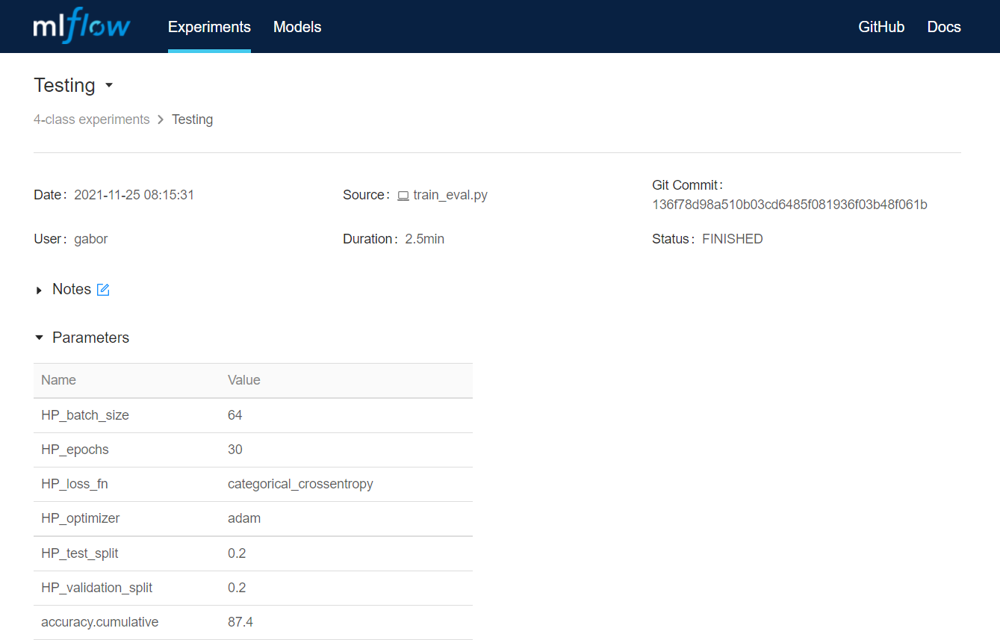 mlflow Experiments Models GitHub Docs
Testing
4-class experiments > Testing
Date: 2021-11-25 08:15:31
Source: train_eval.py
Git Commit:
136f78d98a510b03cd6485f081936f03b48f061b
User: gabor
Duration: 2.5min
Status: FINISHED
Notes
Parameters
Name Value
HP_batch_size 64
HP_epochs 30
HP_loss_fn categorical_crossentropy
HP_optimizer adam
HP_test_split 0.2
HP_validation_split 0.2
accuracy.cumulative 87.4